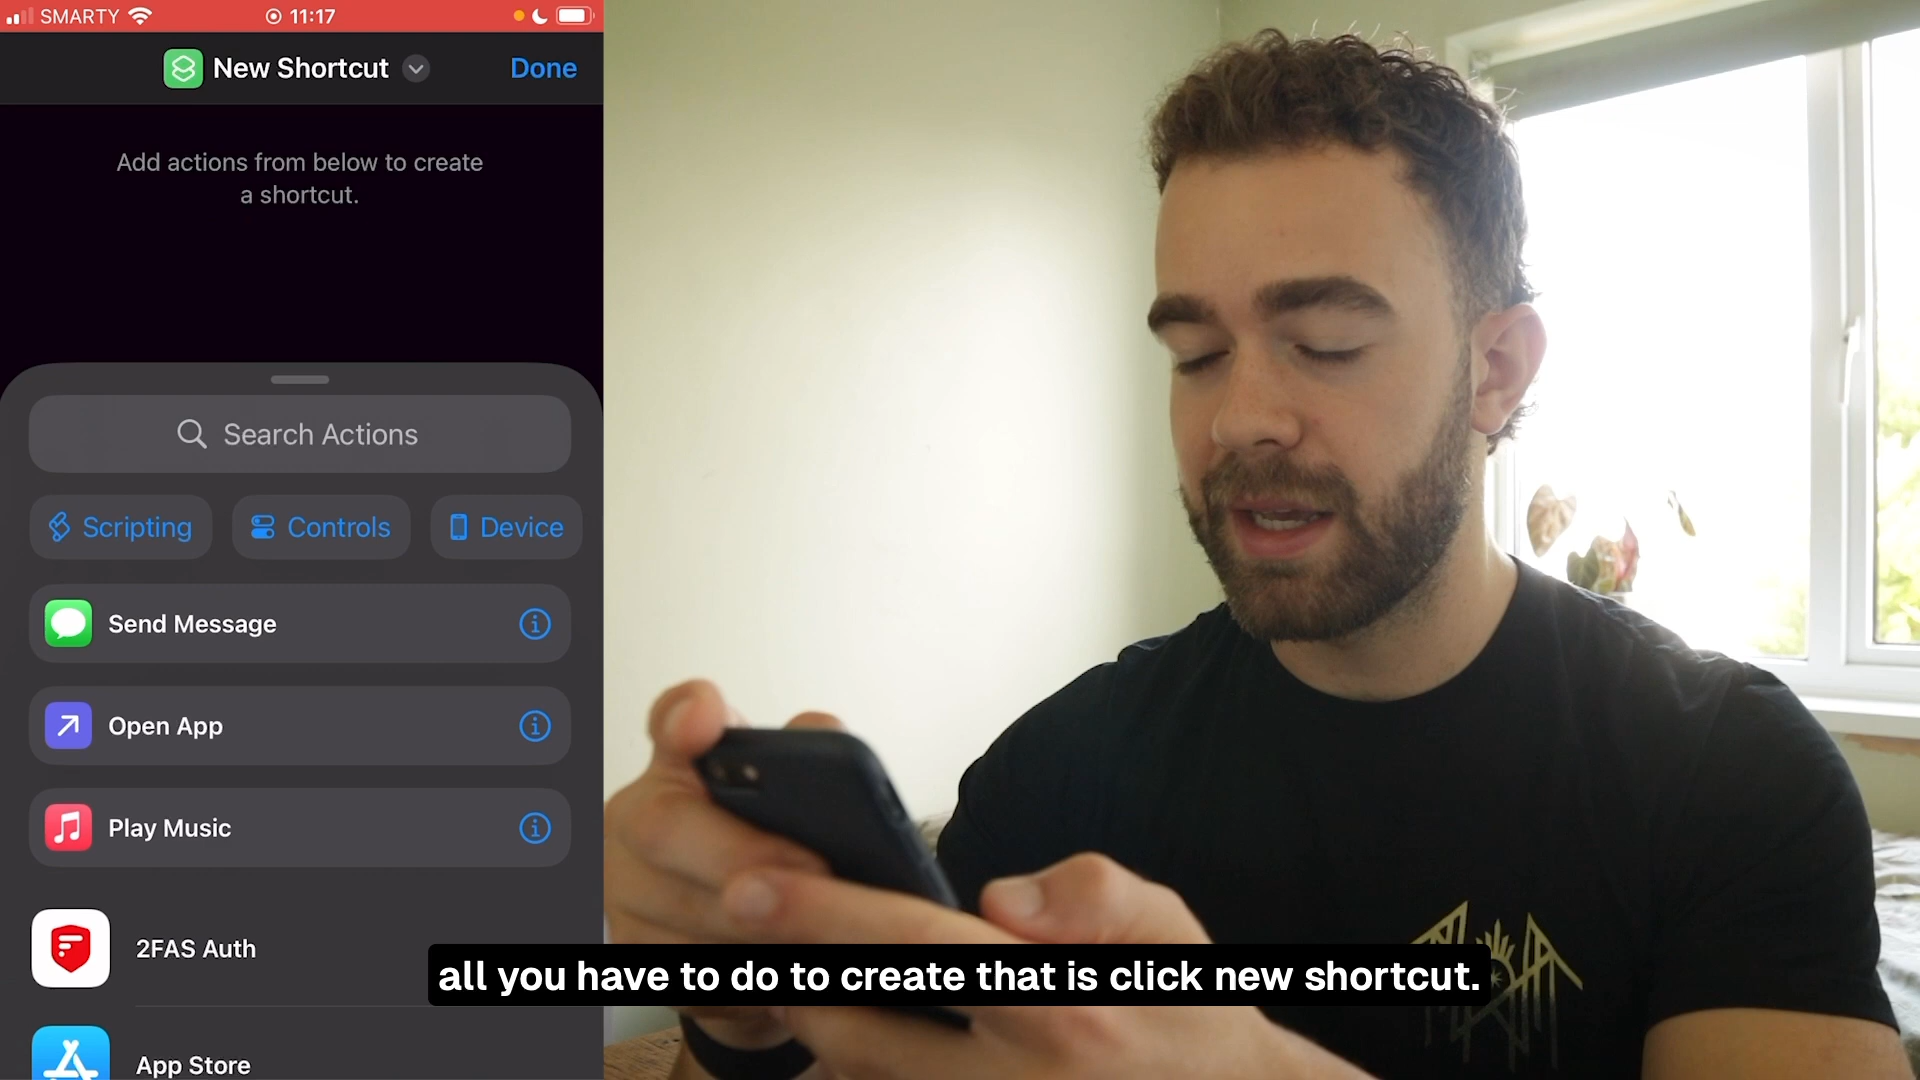 SMARTY
11:17
New Shortcut
Done
Add actions from below to create
a shortcut.
Search Actions
Scripting
Controls
Device
Send Message
Open App
Play Music
2FAS Auth
App Store
all you have to do to create that is click new shortcut.